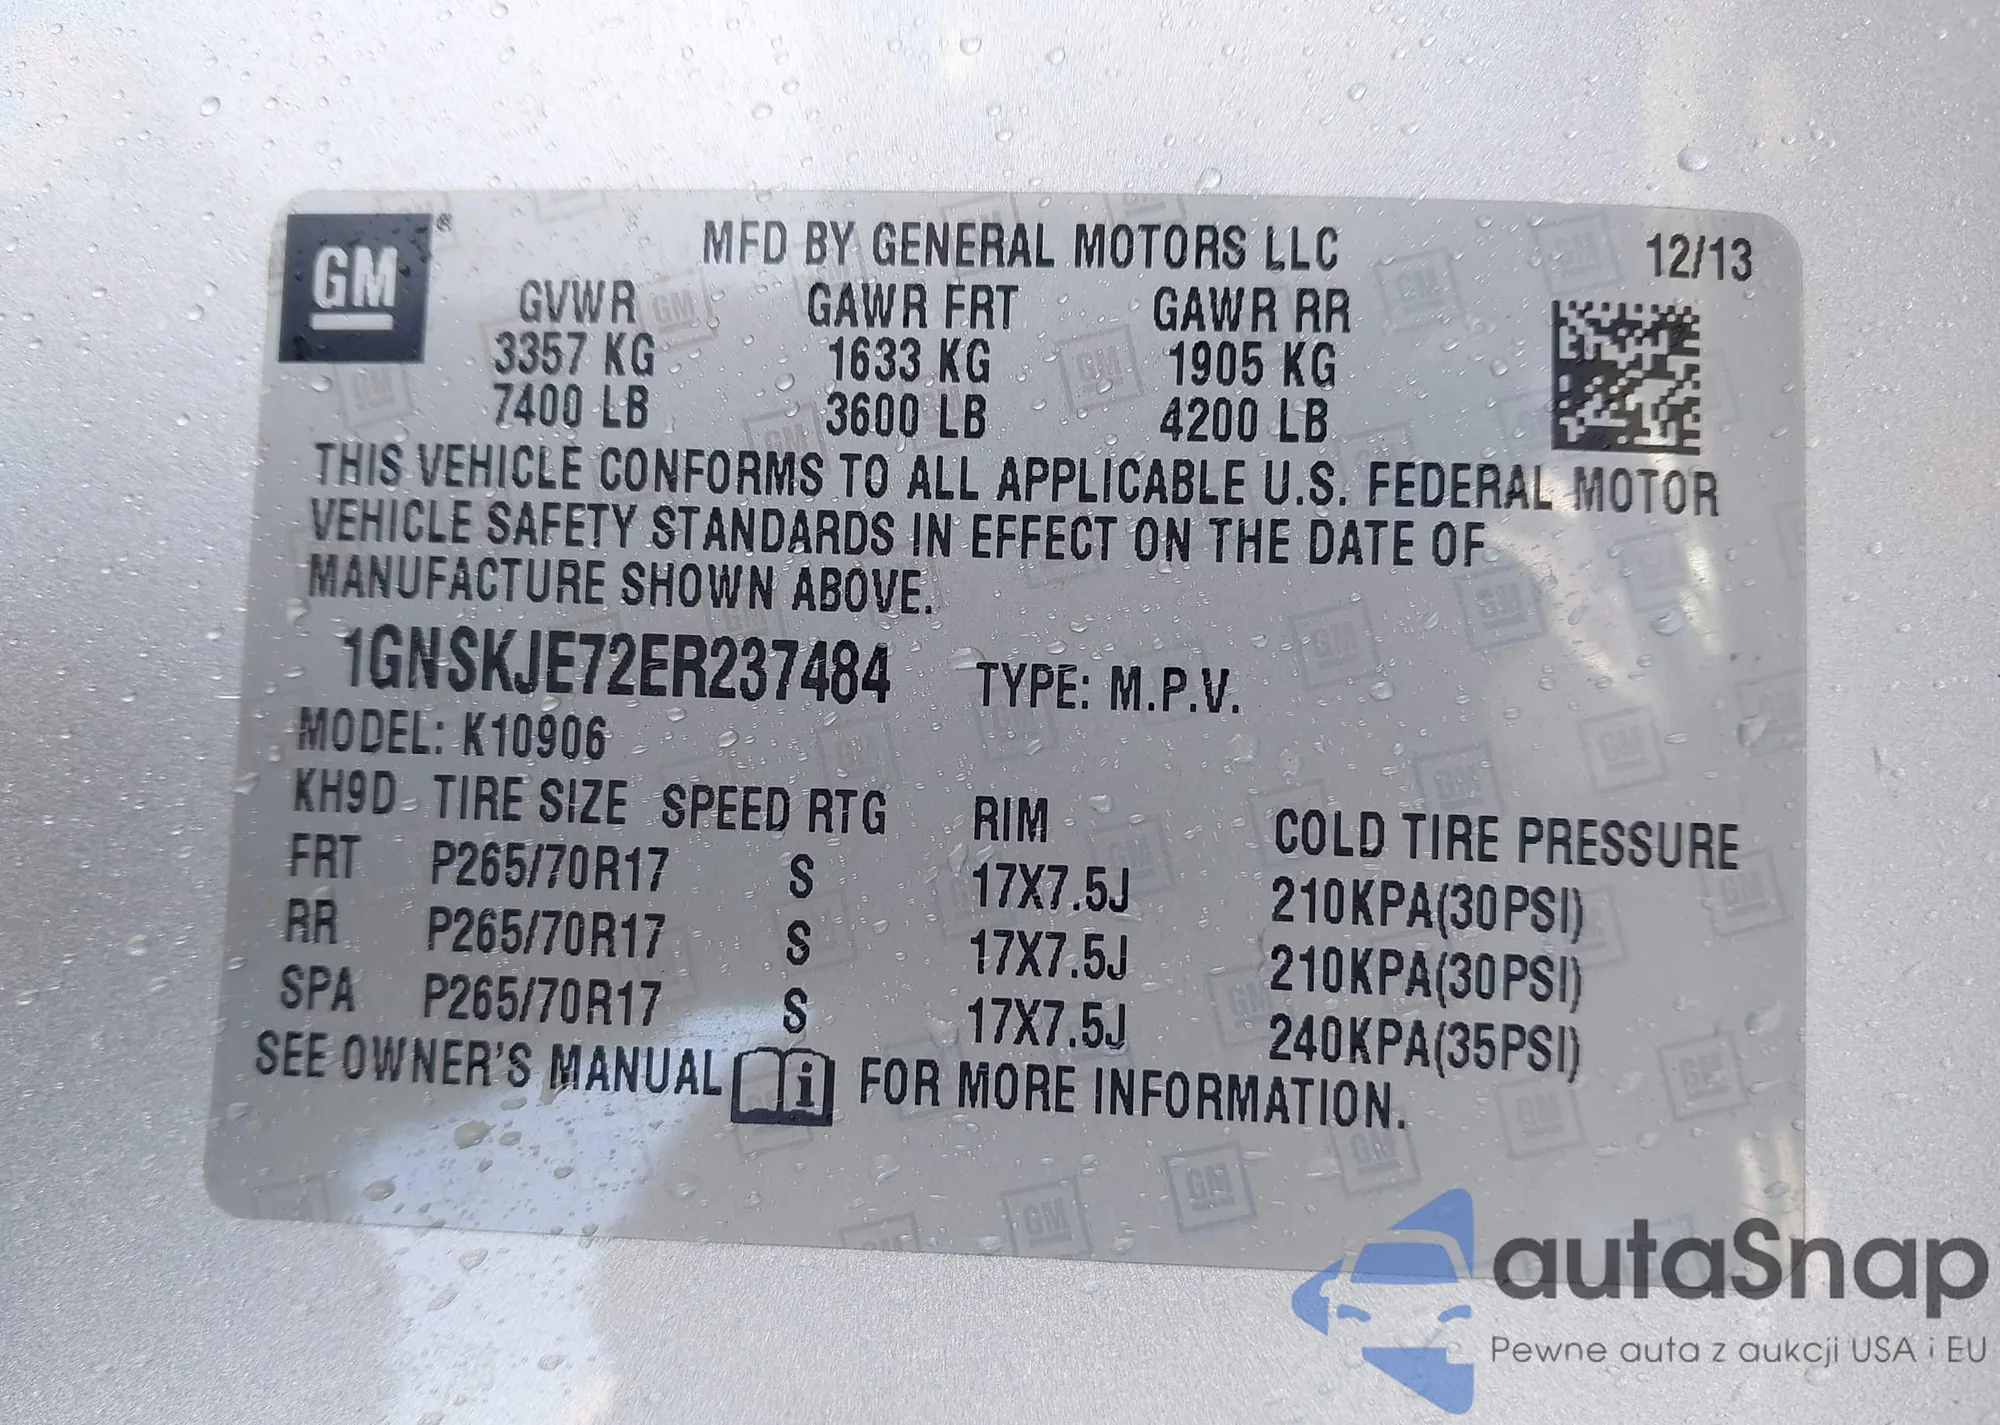 GM®
MFD BY GENERAL MOTORS LLC 12/13
GVWR GAWR FRT GAWR RR
3357 KG 1633 KG 1905 KG
7400 LB 3600 LB 4200 LB
THIS VEHICLE CONFORMS TO ALL APPLICABLE U.S. FEDERAL MOTOR
VEHICLE SAFETY STANDARDS IN EFFECT ON THE DATE OF
MANUFACTURE SHOWN ABOVE.
1GNSKJE72ER237484 TYPE: M.P.V.
MODEL: K10906
KH9D TIRE SIZE SPEED RTG RIM COLD TIRE PRESSURE
FRT P265/70R17 S 17X7.5J 210KPA(30PSI)
RR P265/70R17 S 17X7.5J 210KPA(30PSI)
SPA P265/70R17 S 17X7.5J 240KPA(35PSI)
SEE OWNER'S MANUAL i FOR MORE INFORMATION.
autaSnap
Pewne auta z aukcji USA i EU